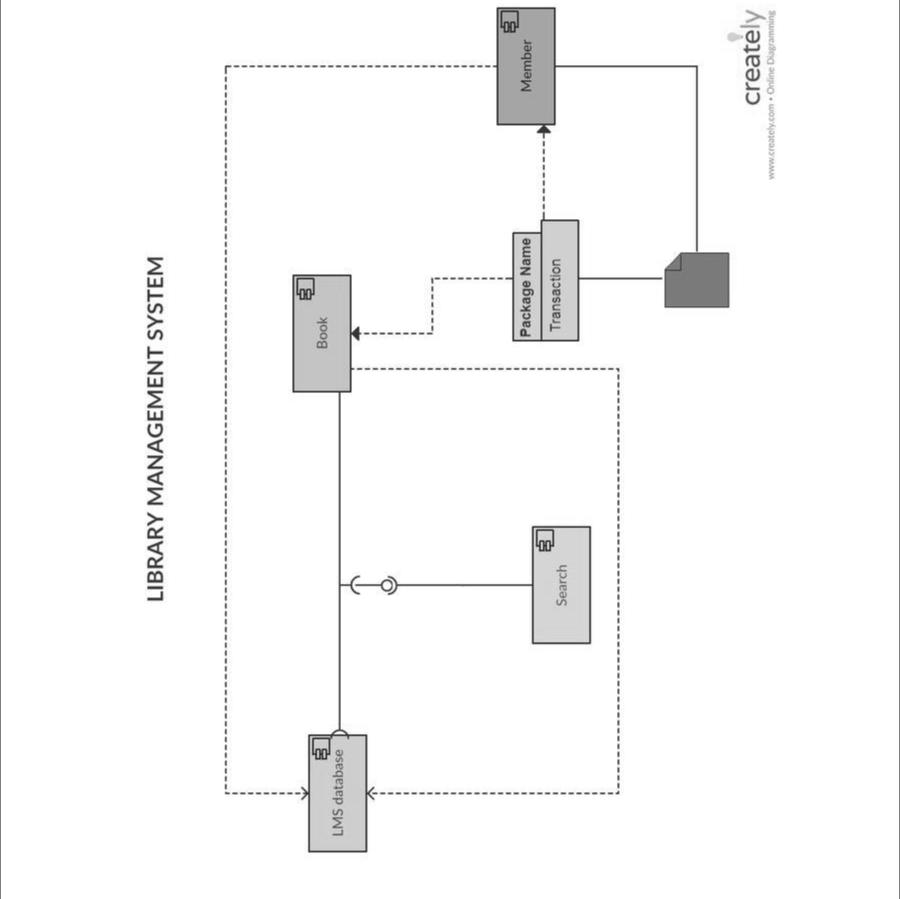 LIBRARY MANAGEMENT SYSTEM
LMS database
Book
Search
Package Name
Transaction
Member
creately
www.creately.com • Online Diagramming